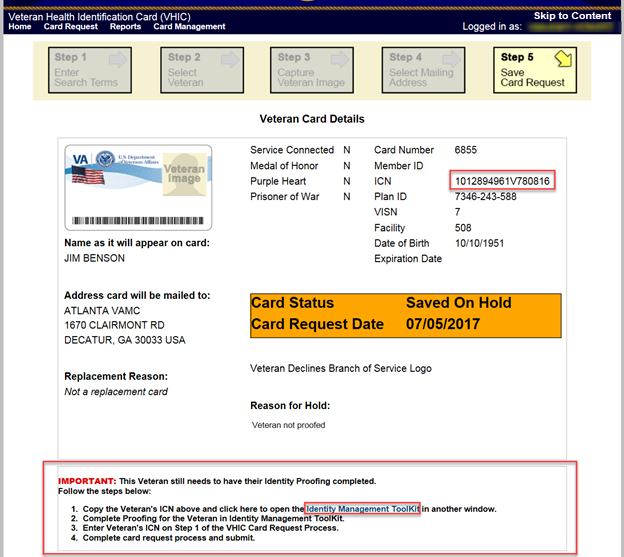 Veteran Health Identification Card (VHIC)
Skip to Content
Home Card Request Reports Card Management
Logged in as:
Step 1
Enter
Search Terms
Step 2
Select
Veteran
Step 3
Capture
Veteran Image
Step 4
Select Mailing
Address
Step 5
Save
Card Request
Veteran Card Details
VA
U.S. Department
of Veterans Affairs
Veteran
Image
Name as it will appear on card:
JIM BENSON
Address card will be mailed to:
ATLANTA VAMC
1670 CLAIRMONT RD
DECATUR, GA 30033 USA
Replacement Reason:
Not a replacement card
Service Connected N
Medal of Honor N
Purple Heart N
Prisoner of War N
Card Number 6855
Member ID
ICN 1012894961V780816
Plan ID 7346-243-588
VISN 7
Facility 508
Date of Birth 10/10/1951
Expiration Date
Card Status Saved On Hold
Card Request Date 07/05/2017
Veteran Declines Branch of Service Logo
Reason for Hold:
Veteran not proofed
IMPORTANT: This Veteran still needs to have their Identity Proofing completed.
Follow the steps below:
1. Copy the Veteran's ICN above and click here to open the Identity Management ToolKit in another window.
2. Complete Proofing for the Veteran in Identity Management ToolKit.
3. Enter Veteran's ICN on Step 1 of the VHIC Card Request Process.
4. Complete card request process and submit.